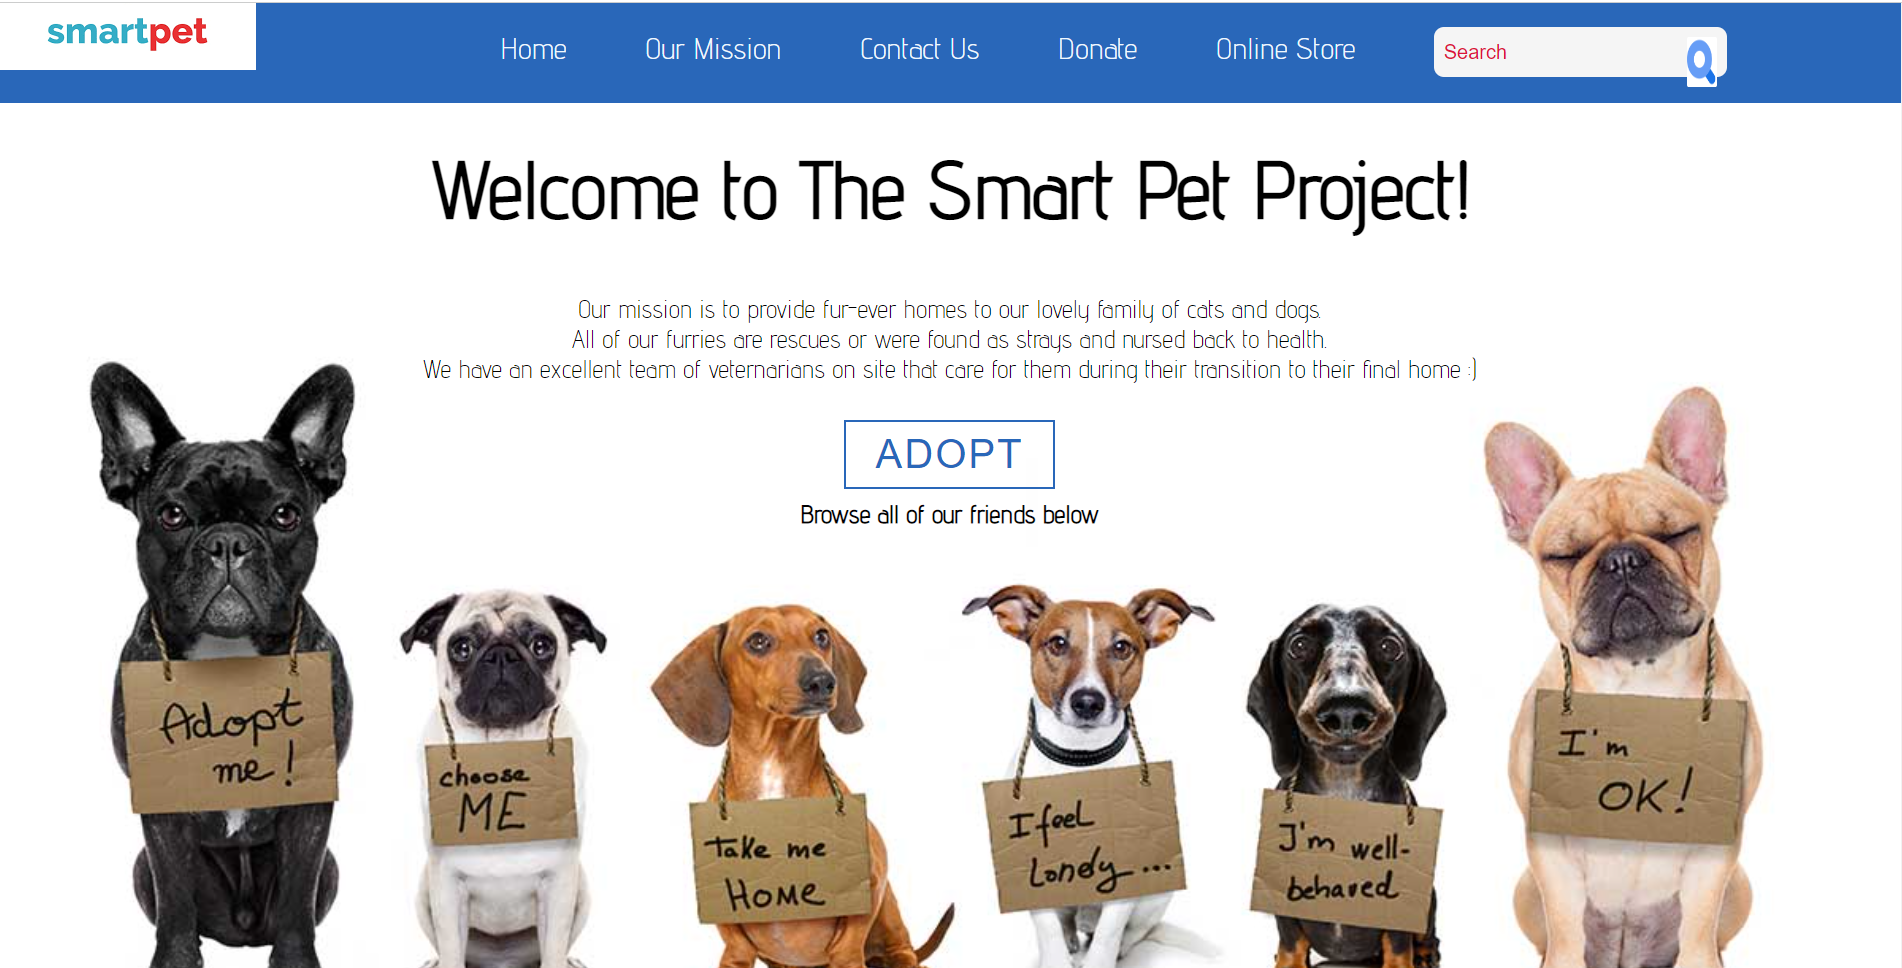 smartpet
Home
Our Mission
Contact Us
Donate
Online Store
Search
Welcome to The Smart Pet Project!
Our mission is to provide fur-ever homes to our lovely family of cats and dogs.
All of our furries are rescues or were found as strays and nursed back to health.
We have an excellent team of veternarians on site that care for them during their transition to their final home :)
ADOPT
Browse all of our friends below
Adopt
me!
choose
ME
Take me
HOME
I feel
Lonely...
I'm well-
behaved
I'm
OK!